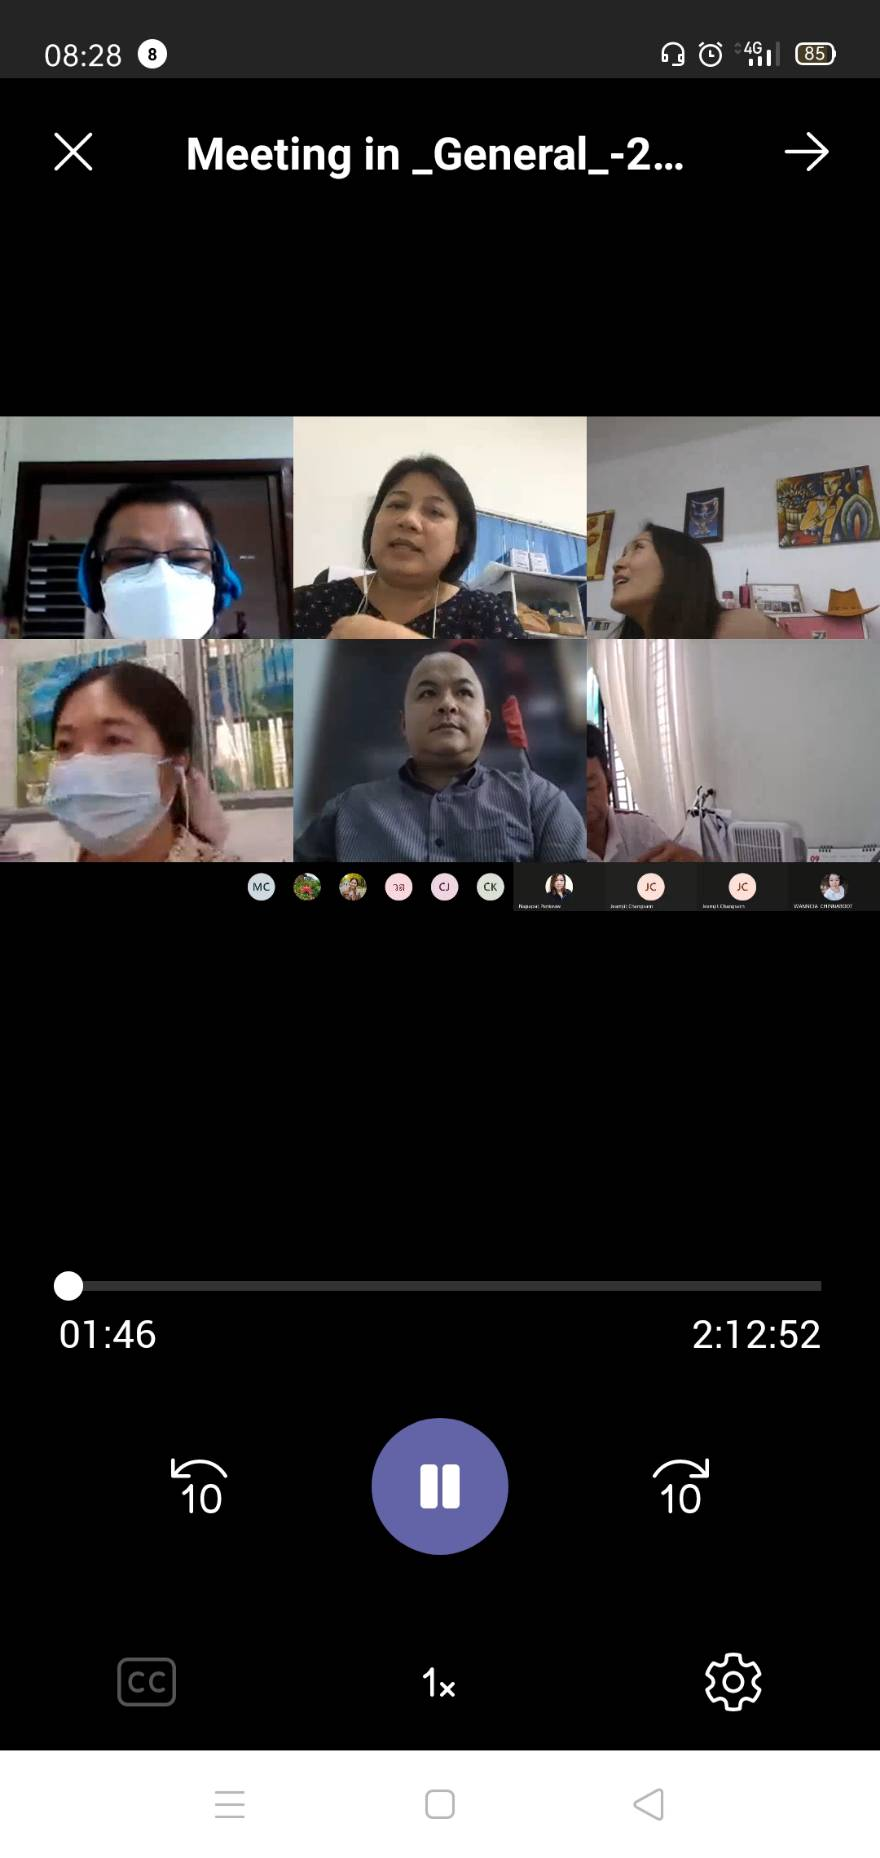 08:28 8 4G 85
Meeting in _General_-2...
MC วล CJ CK JC JC
01:46 2:12:52
10 10
CC 1x